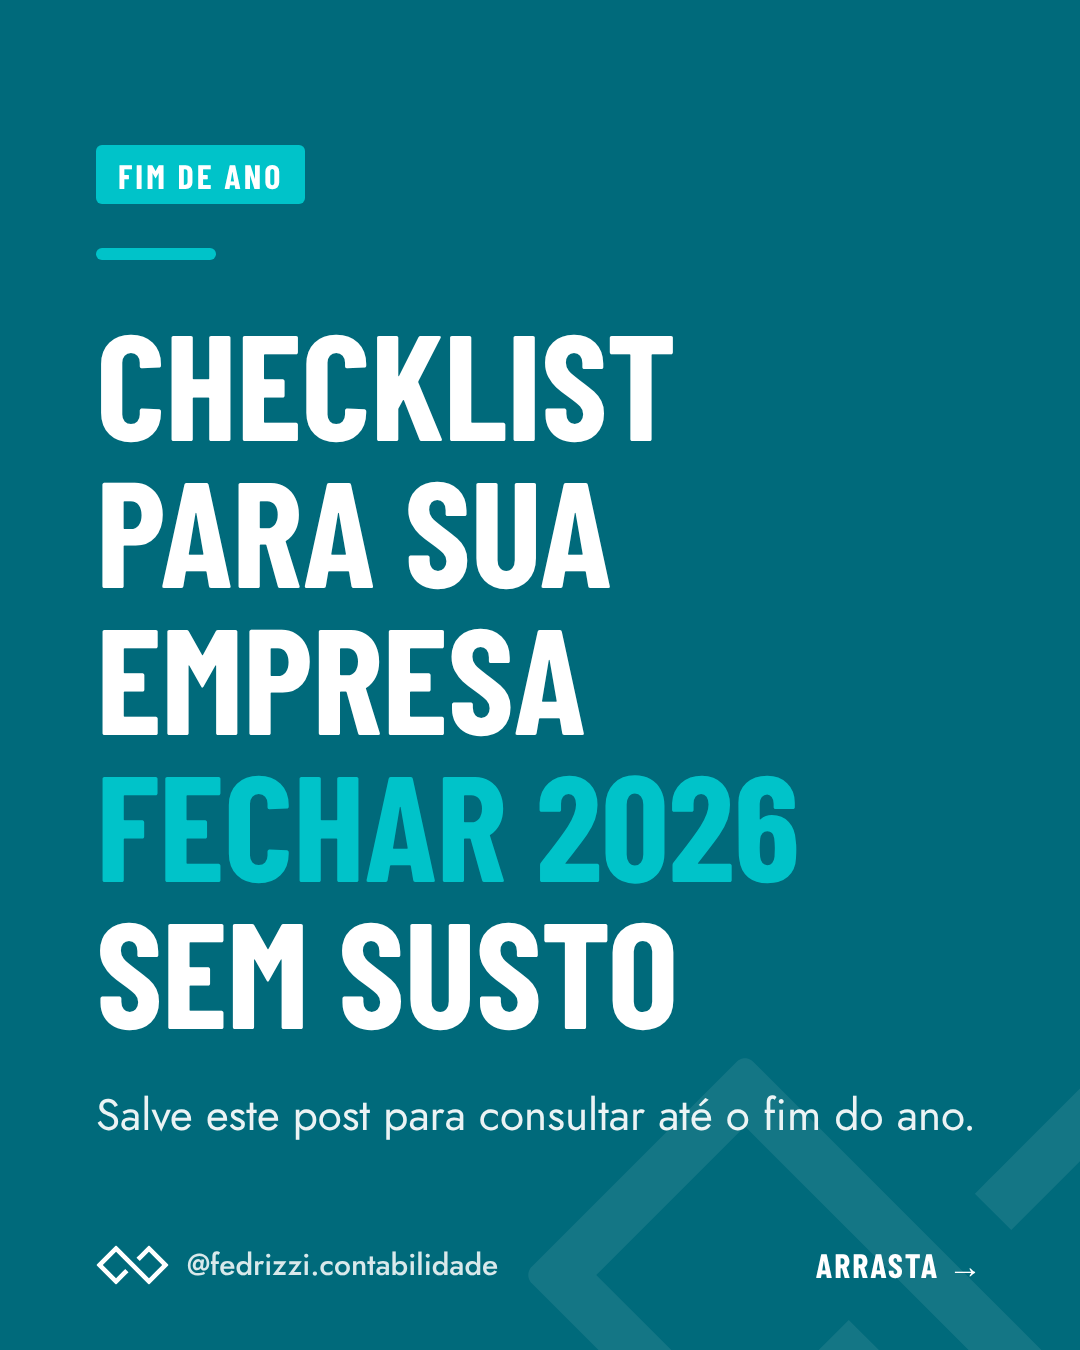 FIM DE ANO
CHECKLIST
PARA SUA
EMPRESA
FECHAR 2026
SEM SUSTO
Salve este post para consultar até o fim do ano.
@fedrizzi.contabilidade
ARRASTA →